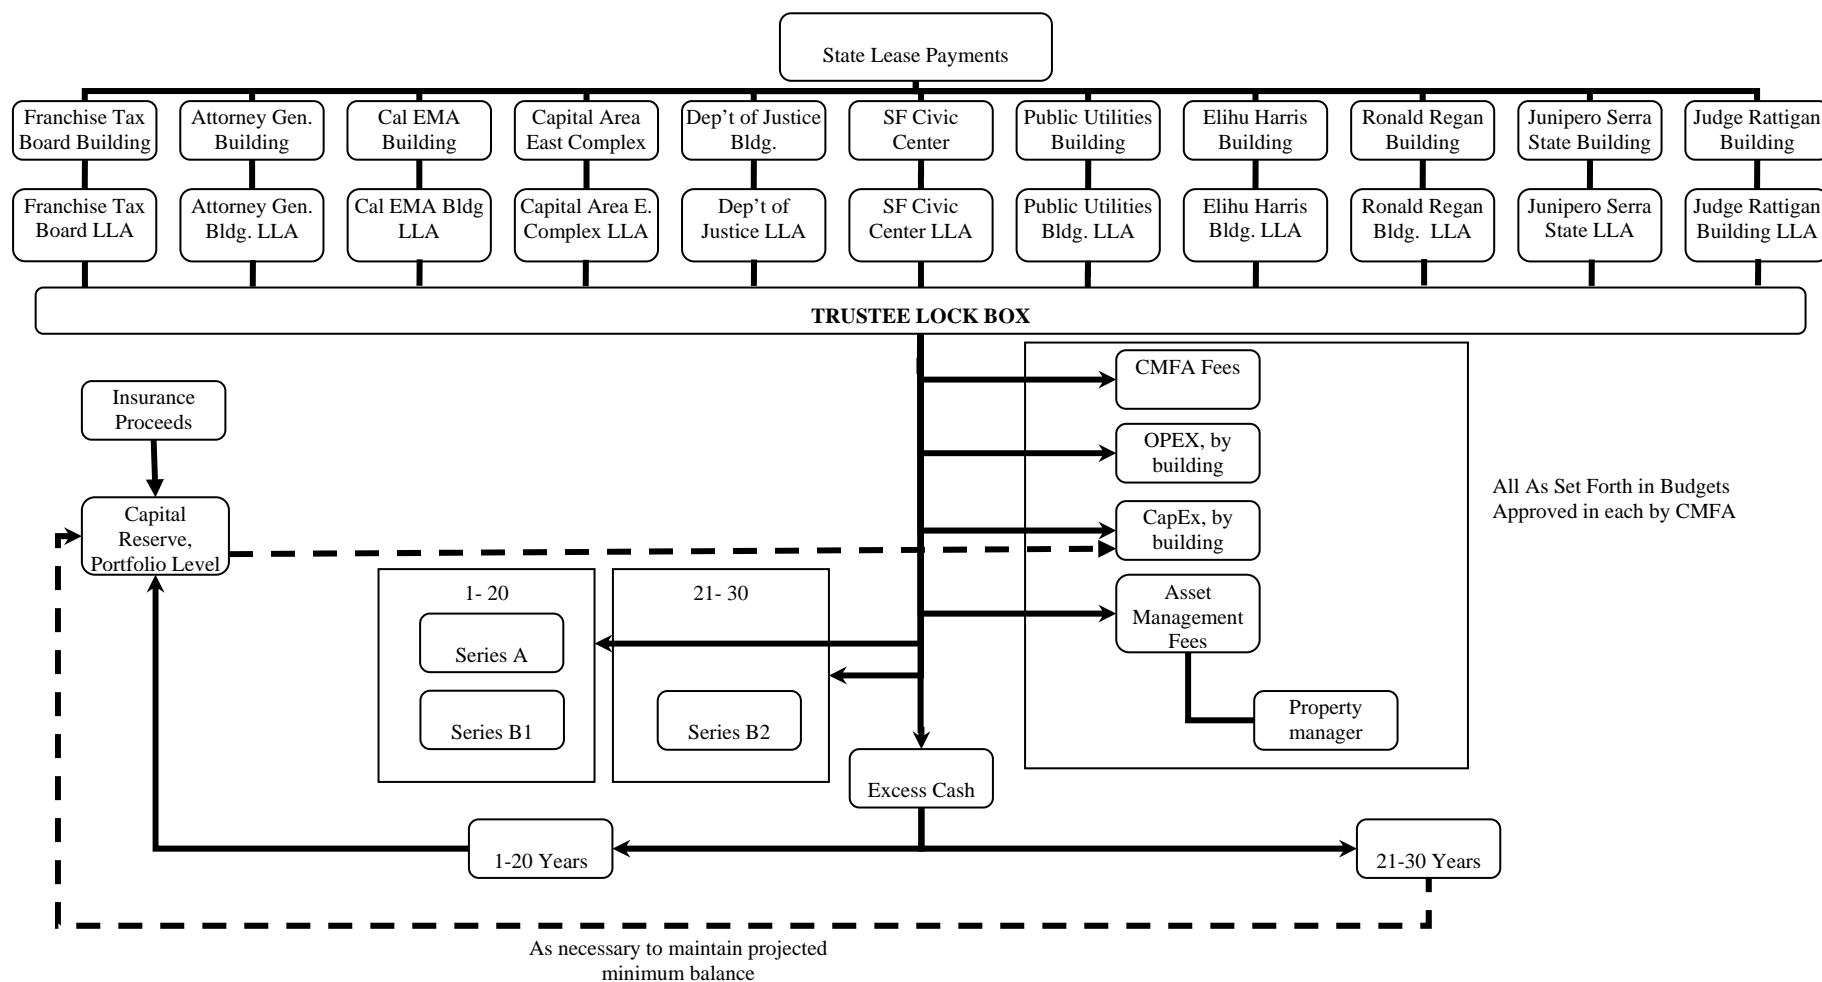 State Lease Payments
Franchise Tax
Board Building
Attorney Gen.
Building
Cal EMA
Building
Capital Area
East Complex
Dep’t of Justice
Bldg.
SF Civic
Center
Public Utilities
Building
Elihu Harris
Building
Ronald Regan
Building
Junipero Serra
State Building
Judge Rattigan
Building
Franchise Tax
Board LLA
Attorney Gen.
Bldg. LLA
Cal EMA Bldg
LLA
Capital Area E.
Complex LLA
Dep’t of
Justice LLA
SF Civic
Center LLA
Public Utilities
Bldg. LLA
Elihu Harris
Bldg. LLA
Ronald Regan
Bldg. LLA
Junipero Serra
State LLA
Judge Rattigan
Building LLA
TRUSTEE LOCK BOX
CMFA Fees
Insurance
Proceeds
OPEX, by
building
All As Set Forth in Budgets
Approved in each by CMFA
Capital
Reserve,
Portfolio Level
CapEx, by
building
1- 20
21- 30
Asset
Management
Fees
Series A
Series B1
Series B2
Property
manager
Excess Cash
1-20 Years
21-30 Years
As necessary to maintain projected
minimum balance